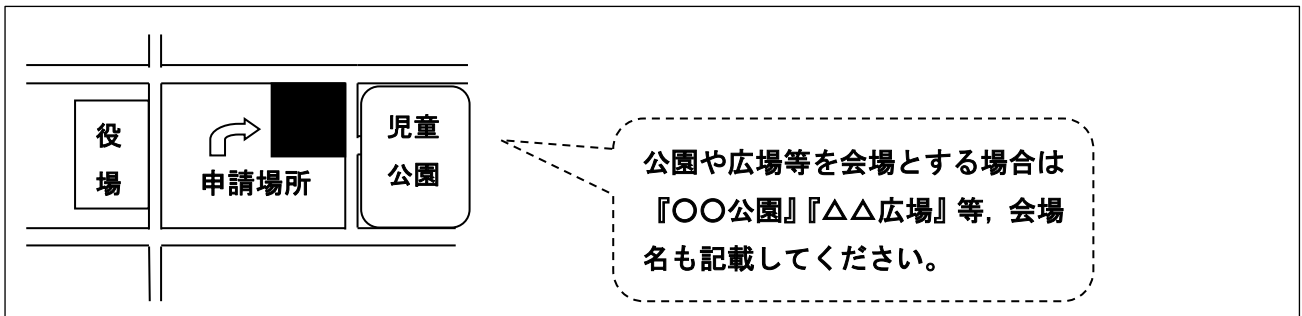 役
場
申請場所
児童
公園
公園や広場等を会場とする場合は
『〇〇公園』『△△広場』等，会場
名も記載してください。